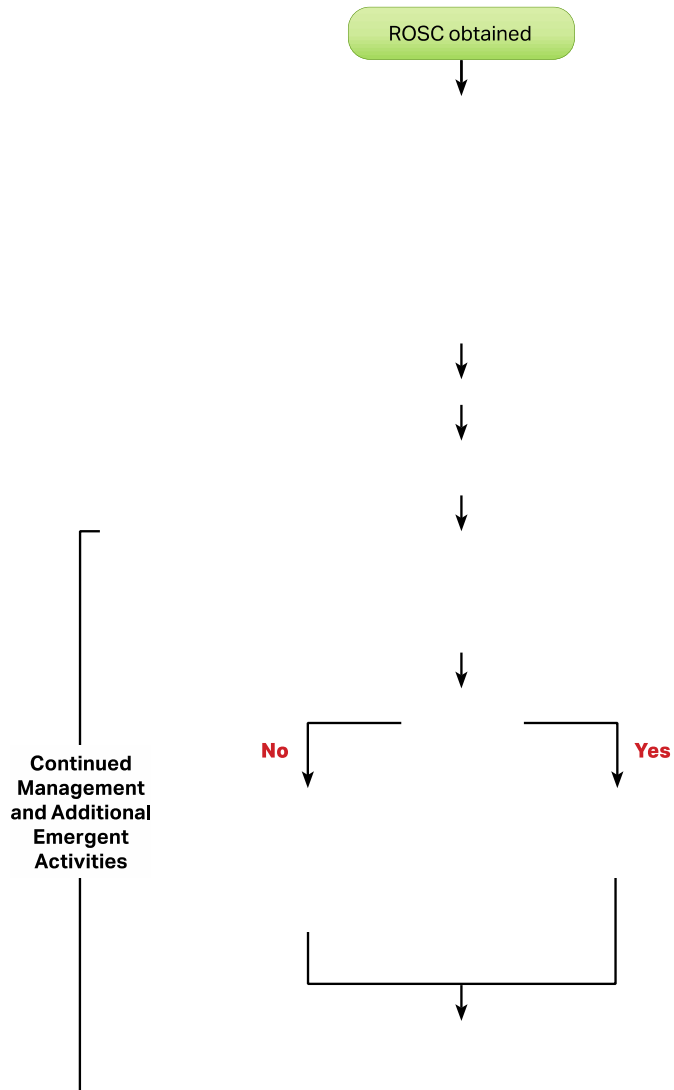 ROSC obtained
No
Yes
Continued
Management
and Additional
Emergent
Activities